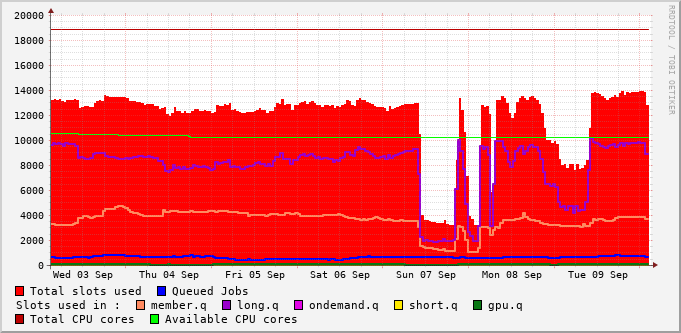 20000
18000
16000
14000
12000
10000
8000
6000
4000
2000
0
Wed 03 Sep Thu 04 Sep Fri 05 Sep Sat 06 Sep Sun 07 Sep Mon 08 Sep Tue 09 Sep
RRDTOOL / TOBI OETIKER
Total slots used Queued Jobs
Slots used in : member.q long.q ondemand.q short.q gpu.q
Total CPU cores Available CPU cores